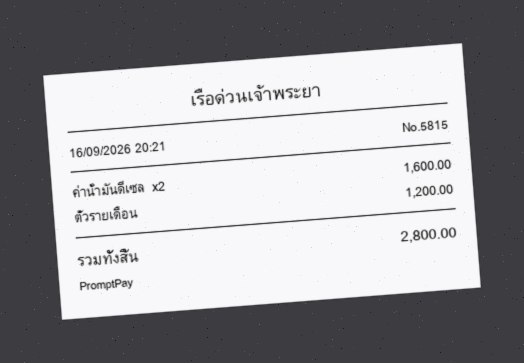 เรือด่วนเจ้าพระยา
16/09/2026 20:21 No.5815
ค่าน้ำมันดีเซล x2 1,600.00
ตั๋วรายเดือน 1,200.00
รวมทั้งสิ้น 2,800.00
PromptPay